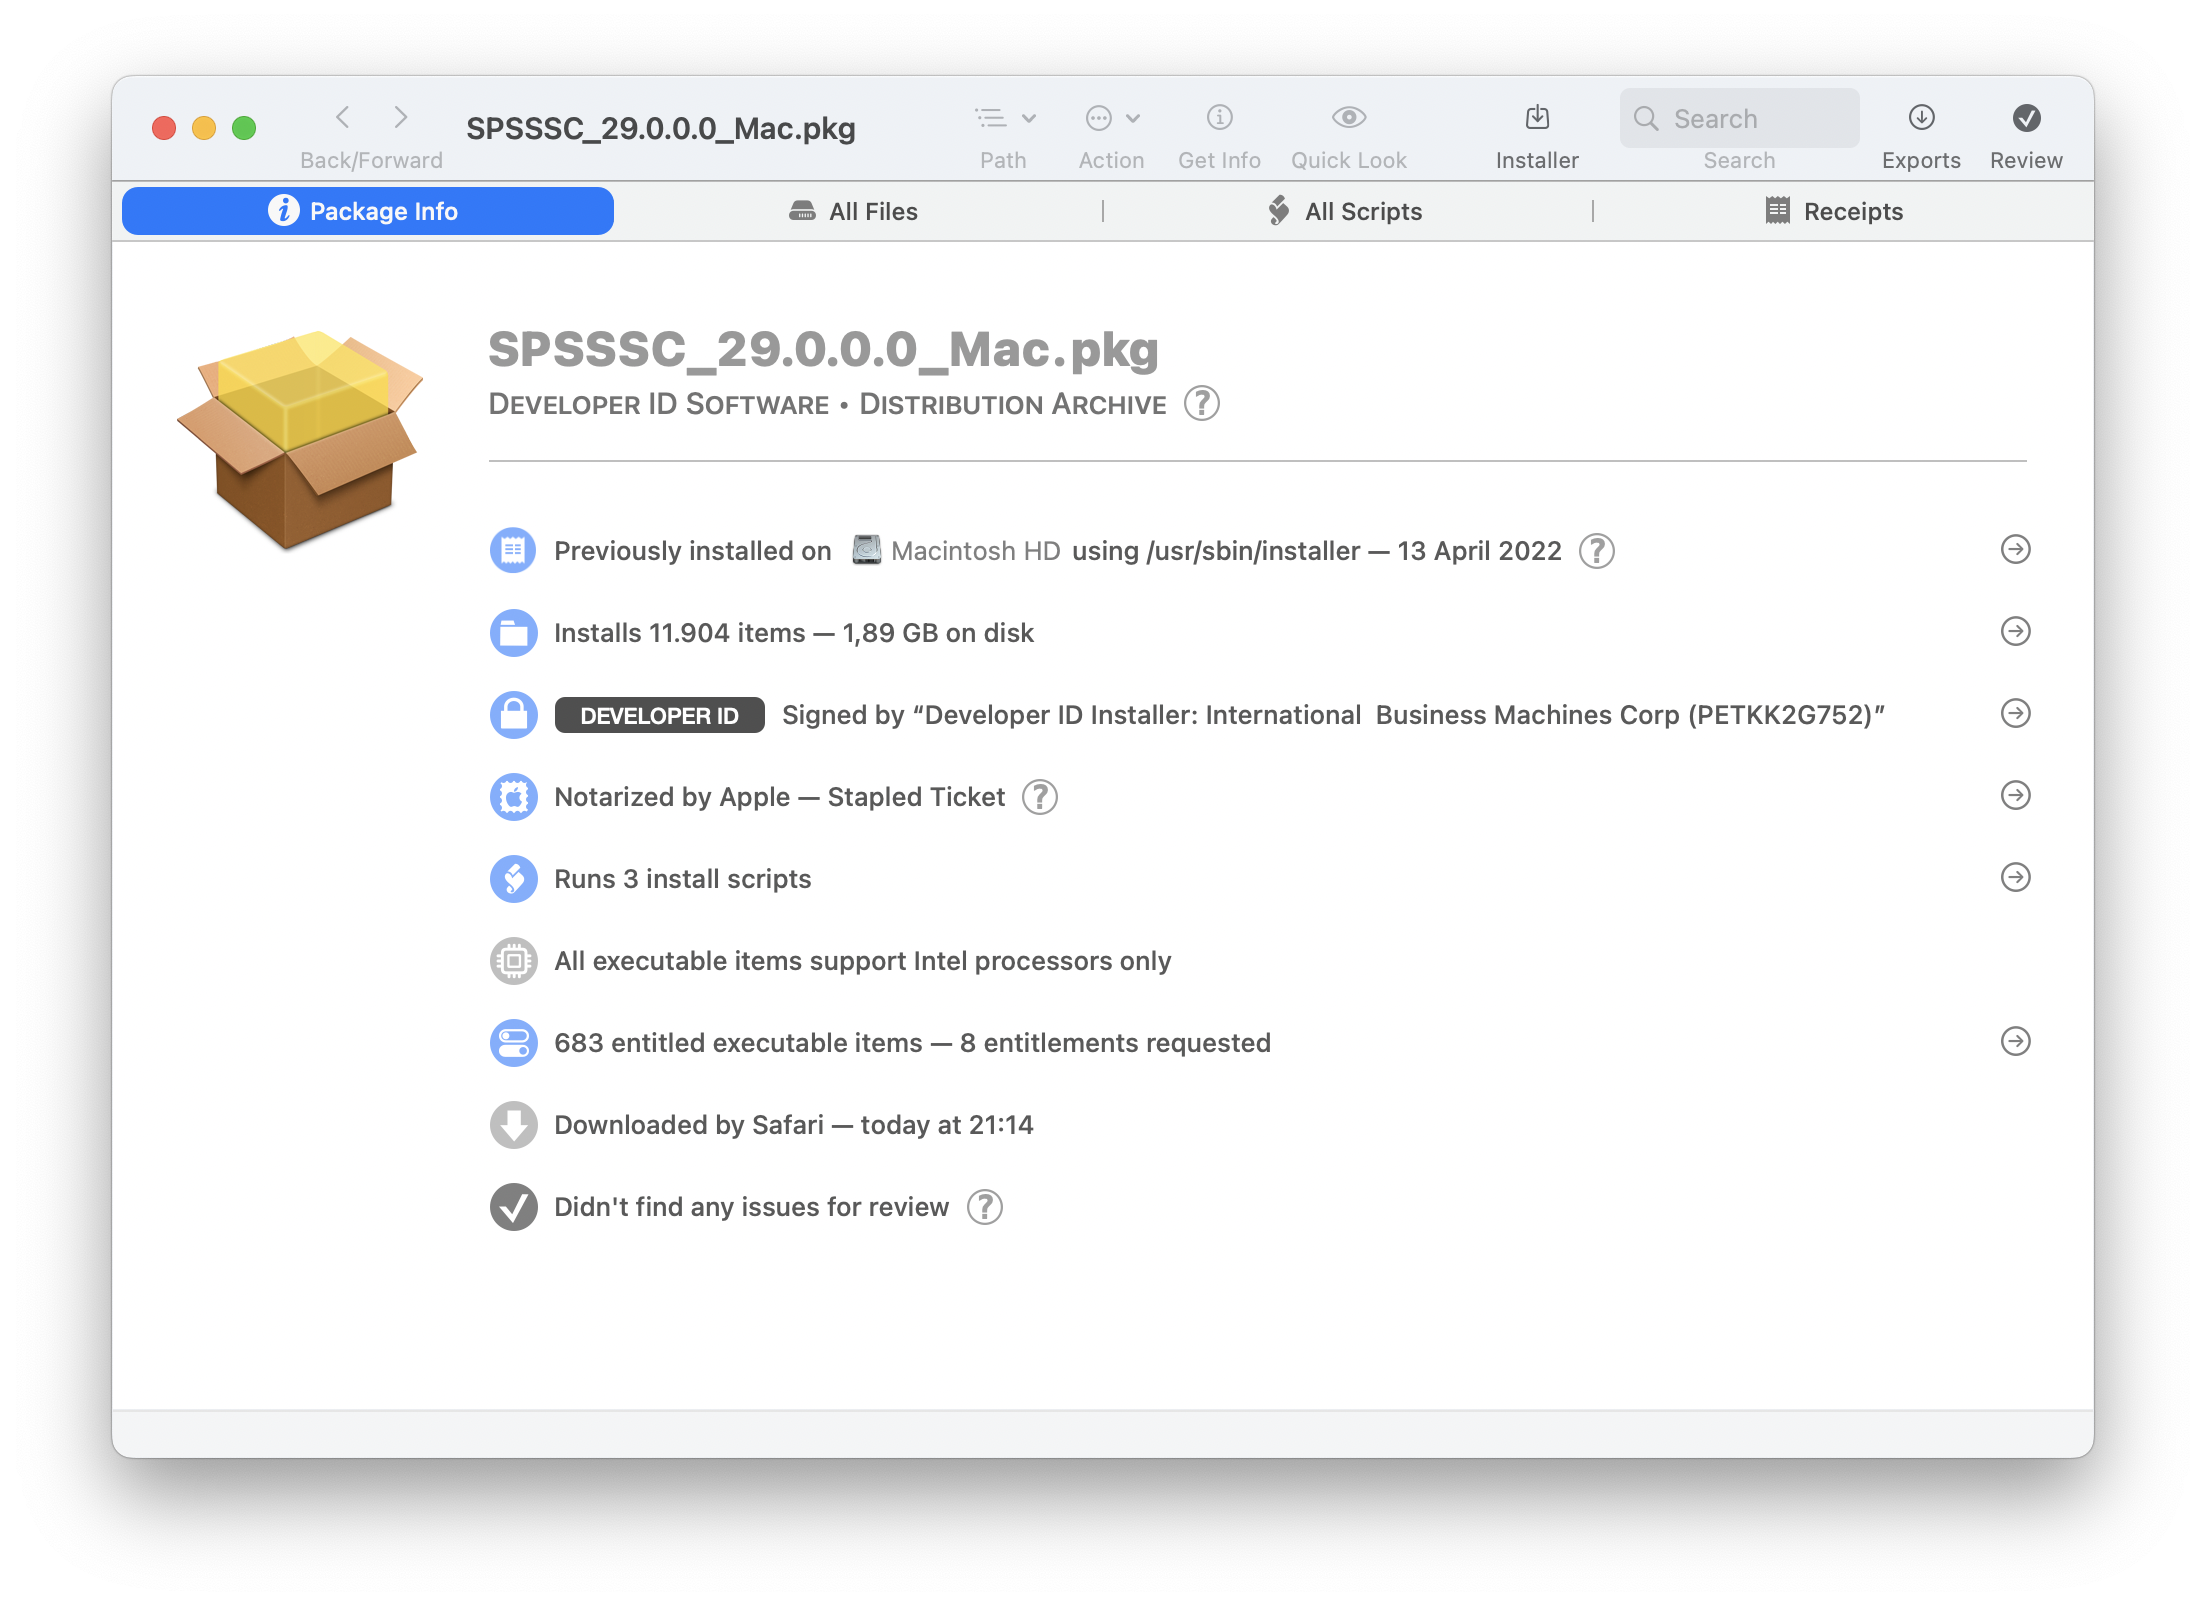 SPSSSC_29.0.0.0_Mac.pkg
Back/Forward
Path
Action
Get Info
Quick Look
Installer
Search
Search
Exports
Review
Package Info
All Files
All Scripts
Receipts
SPSSSC_29.0.0.0_Mac.pkg
DEVELOPER ID SOFTWARE • DISTRIBUTION ARCHIVE ?
Previously installed on Macintosh HD using /usr/sbin/installer — 13 April 2022 ?
Installs 11.904 items — 1,89 GB on disk
DEVELOPER ID Signed by “Developer ID Installer: International  Business Machines Corp (PETKK2G752)”
Notarized by Apple — Stapled Ticket ?
Runs 3 install scripts
All executable items support Intel processors only
683 entitled executable items — 8 entitlements requested
Downloaded by Safari — today at 21:14
Didn't find any issues for review ?